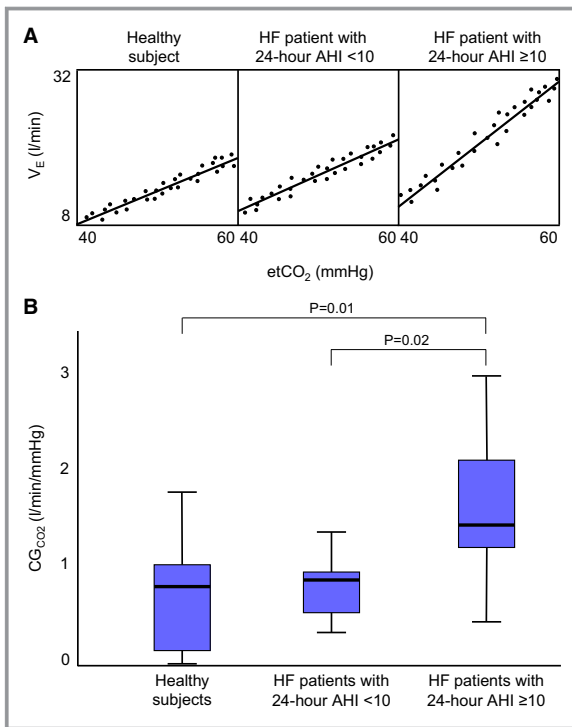 A
Healthy
subject
HF patient with
24-hour AHI <10
HF patient with
24-hour AHI ≥10
32
V_E (l/min)
8
40
60
40
60
40
60
etCO₂ (mmHg)
B
P=0.01
P=0.02
3
2
1
0
CG_CO2 (l/min/mmHg)
Healthy
subjects
HF patients with
24-hour AHI <10
HF patients with
24-hour AHI ≥10